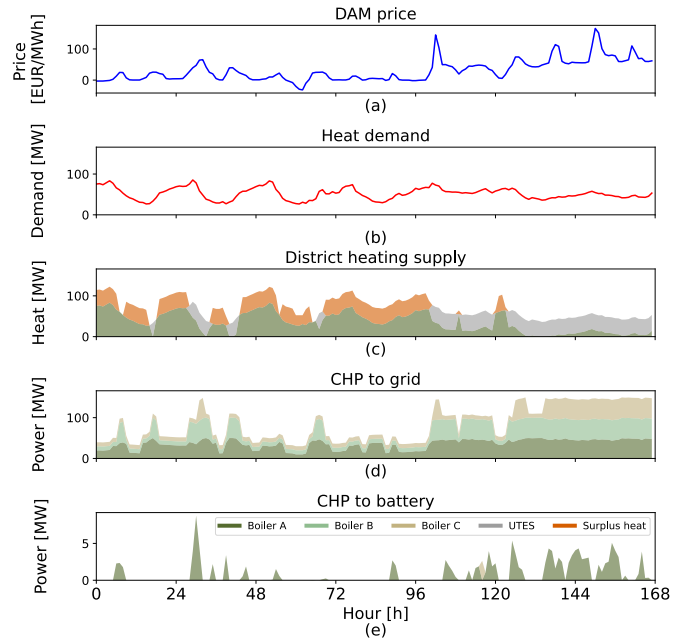 DAM price
Price
[EUR/MWh]
100
0
(a)
Heat demand
Demand [MW]
100
0
(b)
District heating supply
Heat [MW]
100
0
(c)
CHP to grid
Power [MW]
100
0
(d)
CHP to battery
Power [MW]
5
0
Boiler A
Boiler B
Boiler C
UTES
Surplus heat
0 24 48 72 96 120 144 168
Hour [h]
(e)